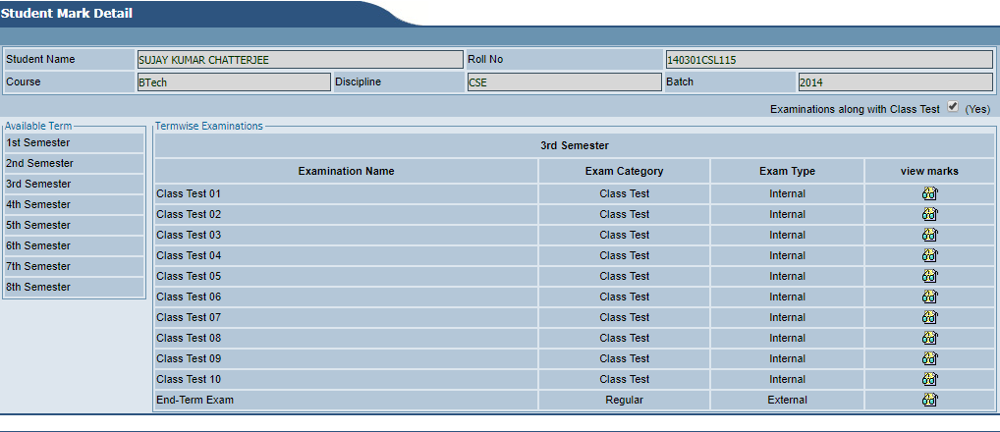 Student Mark Detail
Student Name SUJAY KUMAR CHATTERJEE Roll No 140301CSL115
Course BTech Discipline CSE Batch 2014
Examinations along with Class Test (Yes)
Available Term
1st Semester
2nd Semester
3rd Semester
4th Semester
5th Semester
6th Semester
7th Semester
8th Semester
Termwise Examinations
3rd Semester
Examination Name Exam Category Exam Type view marks
Class Test 01 Class Test Internal
Class Test 02 Class Test Internal
Class Test 03 Class Test Internal
Class Test 04 Class Test Internal
Class Test 05 Class Test Internal
Class Test 06 Class Test Internal
Class Test 07 Class Test Internal
Class Test 08 Class Test Internal
Class Test 09 Class Test Internal
Class Test 10 Class Test Internal
End-Term Exam Regular External